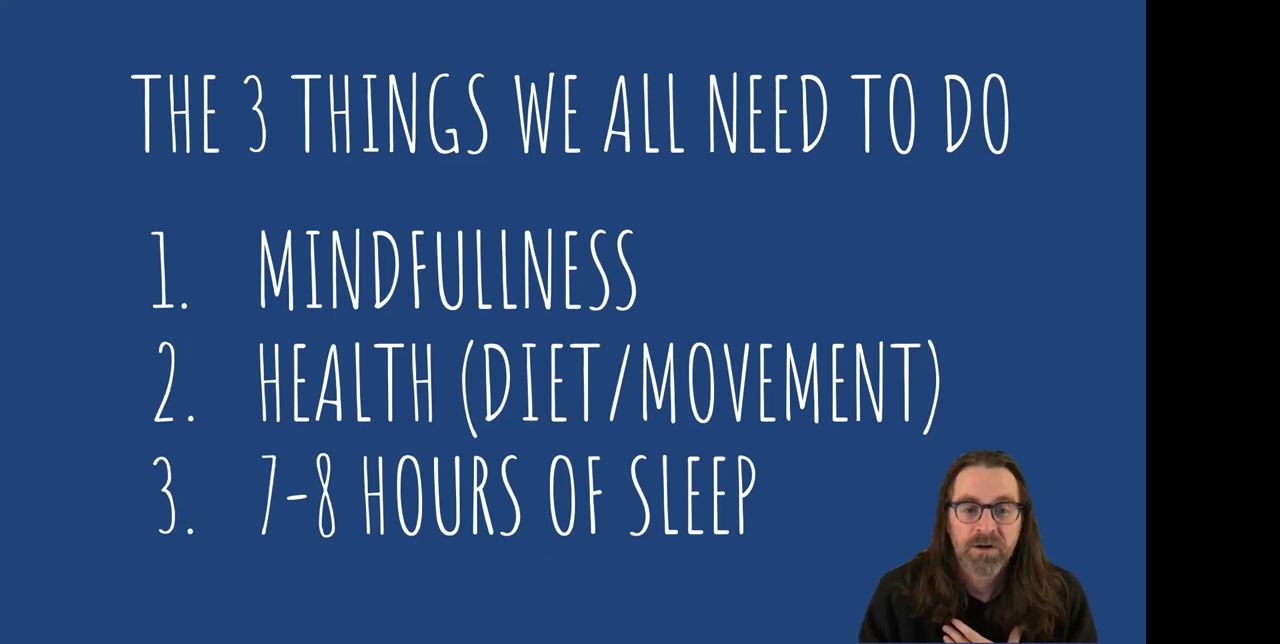 THE 3 THINGS WE ALL NEED TO DO
1. MINDFULLNESS
2. HEALTH (DIET/MOVEMENT)
3. 7-8 HOURS OF SLEEP